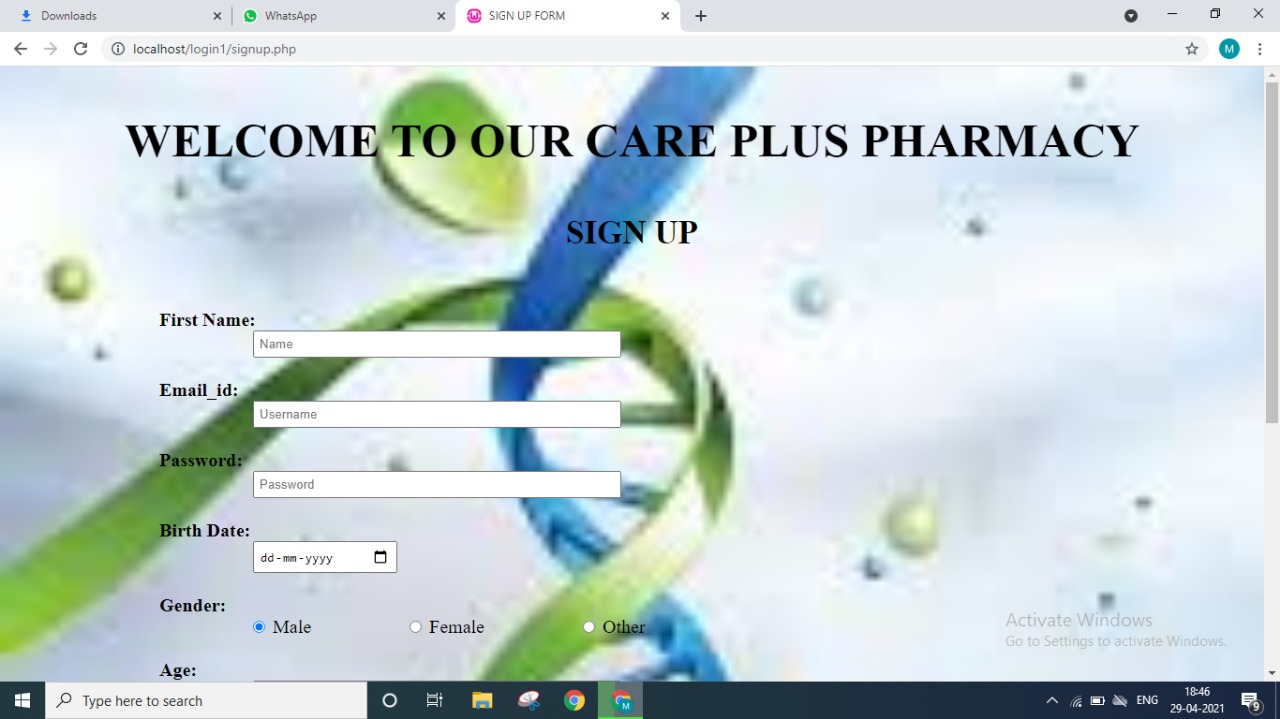 Downloads
WhatsApp
SIGN UP FORM
localhost/login1/signup.php
M
WELCOME TO OUR CARE PLUS PHARMACY
SIGN UP
First Name:
Name
Email_id:
Username
Password:
Password
Birth Date:
dd-mm-yyyy
Gender:
Male Female Other
Age:
Activate Windows
Go to Settings to activate Windows.
Type here to search
M
ENG
18:46
29-04-2021
9